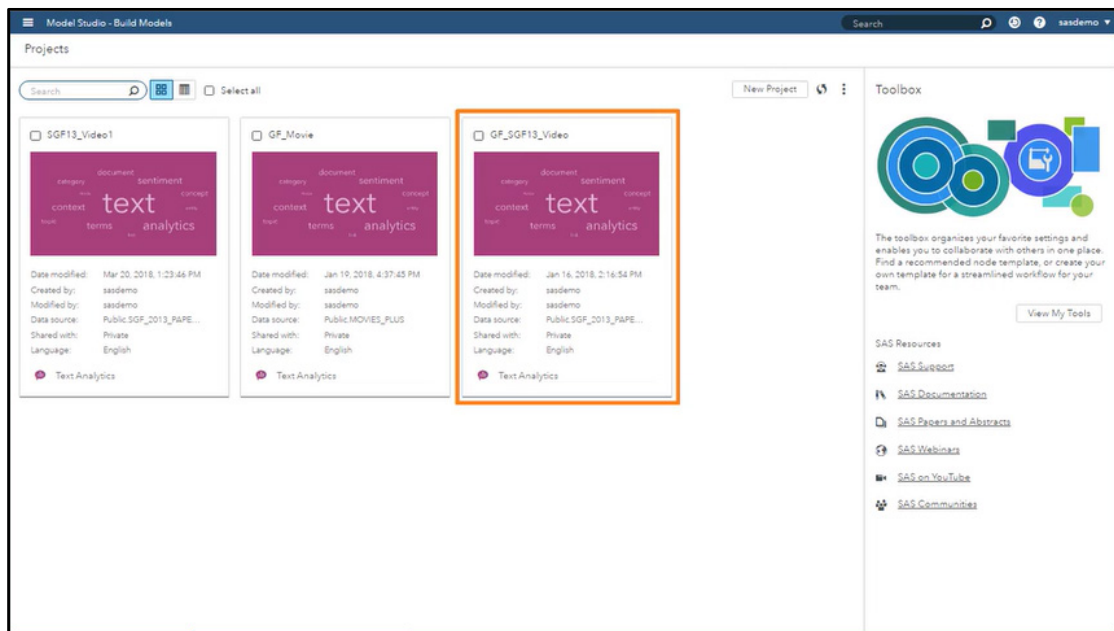 Model Studio - Build Models
Search
sasdemo
Projects
Search
Select all
New Project
SGF13_Video1
document
category
sentiment
concept
context
text
entity
topic
terms
analytics
Date modified: Mar 20, 2018, 1:23:46 PM
Created by: sasdemo
Modified by: sasdemo
Data source: Public.SGF_2013_PAPE...
Shared with: Private
Language: English
Text Analytics
GF_Movie
document
category
sentiment
concept
context
text
entity
topic
terms
analytics
Date modified: Jan 19, 2018, 4:37:45 PM
Created by: sasdemo
Modified by: sasdemo
Data source: Public.MOVIES_PLUS
Shared with: Private
Language: English
Text Analytics
GF_SGF13_Video
document
category
sentiment
concept
context
text
entity
topic
terms
analytics
Date modified: Jan 16, 2018, 2:16:54 PM
Created by: sasdemo
Modified by: sasdemo
Data source: Public.SGF_2013_PAPE...
Shared with: Private
Language: English
Text Analytics
Toolbox
The toolbox organizes your favorite settings and
enables you to collaborate with others in one place.
Find a recommended node template, or create your
own template for a streamlined workflow for your
team.
View My Tools
SAS Resources
SAS Support
SAS Documentation
SAS Papers and Abstracts
SAS Webinars
SAS on YouTube
SAS Communities